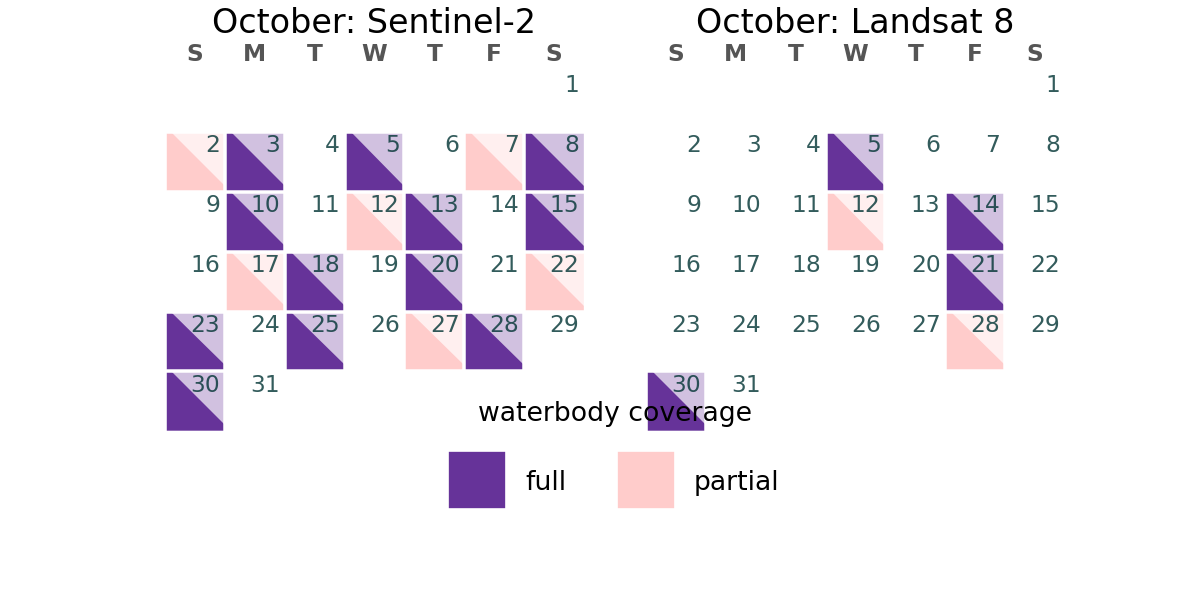 October: Sentinel-2
S M T W T F S
1
2 3 4 5 6 7 8
9 10 11 12 13 14 15
16 17 18 19 20 21 22
23 24 25 26 27 28 29
30 31
October: Landsat 8
S M T W T F S
1
2 3 4 5 6 7 8
9 10 11 12 13 14 15
16 17 18 19 20 21 22
23 24 25 26 27 28 29
30 31
waterbody coverage
full partial